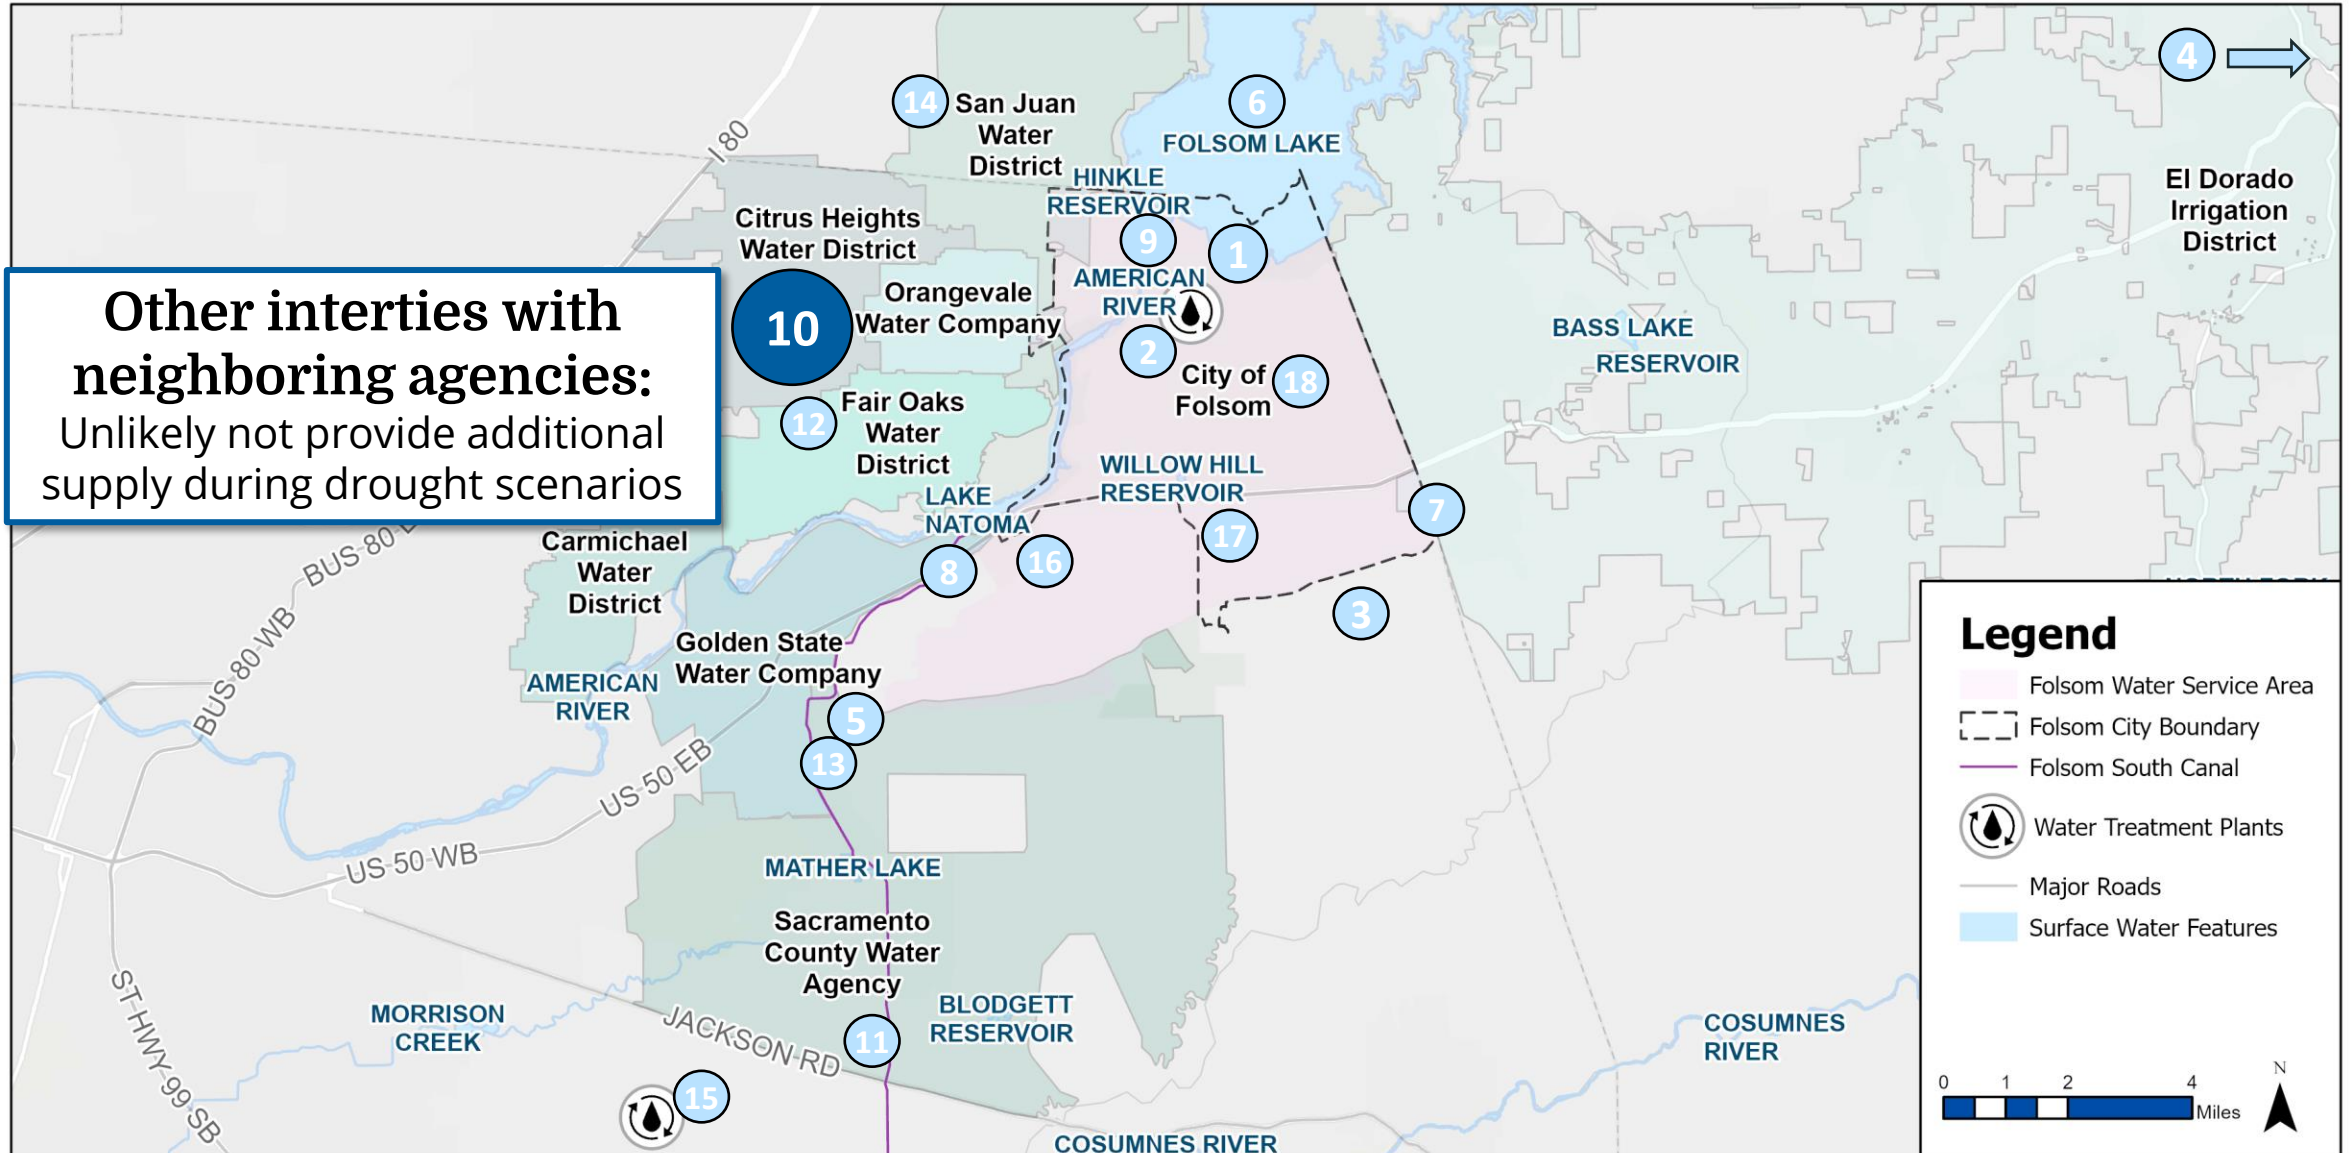 4
14
San Juan
Water
District
6
FOLSOM LAKE
I 80
HINKLE
RESERVOIR
El Dorado
Irrigation
District
Citrus Heights
Water District
9
1
Other interties with
neighboring agencies:
Unlikely not provide additional
supply during drought scenarios
10
Orangevale
Water Company
AMERICAN
RIVER
2
BASS LAKE
RESERVOIR
City of
Folsom
18
12
Fair Oaks
Water
District
WILLOW HILL
RESERVOIR
LAKE
NATOMA
7
17
BUS 80-E
Carmichael
Water
District
8
16
3
BUS 80 WB
Golden State
Water Company
AMERICAN
RIVER
5
13
US 50 EB
US 50 WB
MATHER LAKE
Sacramento
County Water
Agency
BLODGETT
RESERVOIR
MORRISON
CREEK
ST HWY 99 SB
JACKSON RD
11
15
COSUMNES
RIVER
COSUMNES RIVER
Legend
Folsom Water Service Area
Folsom City Boundary
Folsom South Canal
Water Treatment Plants
Major Roads
Surface Water Features
0 1 2 4
Miles
N